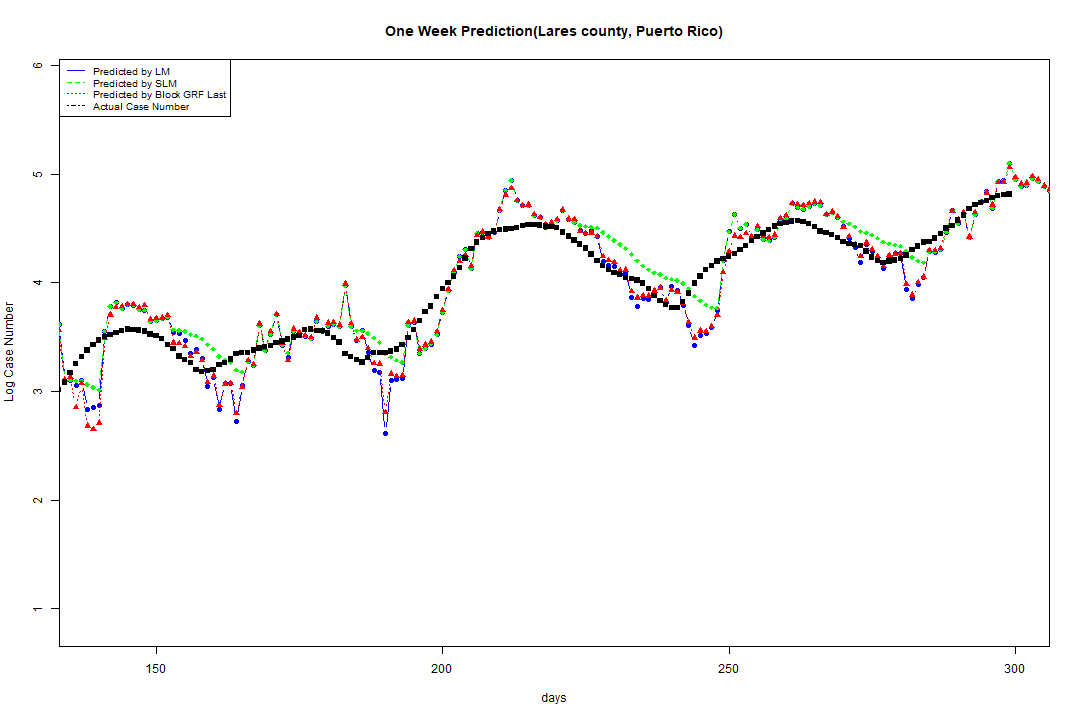 One Week Prediction(Lares county, Puerto Rico)
Predicted by LM
Predicted by SLM
Predicted by Block GRF Last
Actual Case Number
6
5
4
3
2
1
Log Case Number
150 200 250 300
days